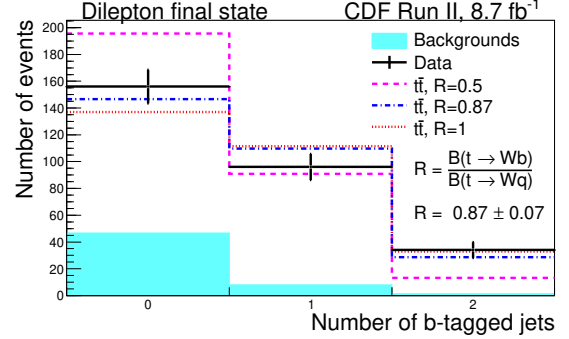 Dilepton final state
CDF Run II, 8.7 fb⁻¹
Number of events
200
180
160
140
120
100
80
60
40
20
0
Backgrounds
Data
tt̄, R=0.5
tt̄, R=0.87
tt̄, R=1
R = B(t → Wb) / B(t → Wq)
R = 0.87 ± 0.07
0
1
2
Number of b-tagged jets